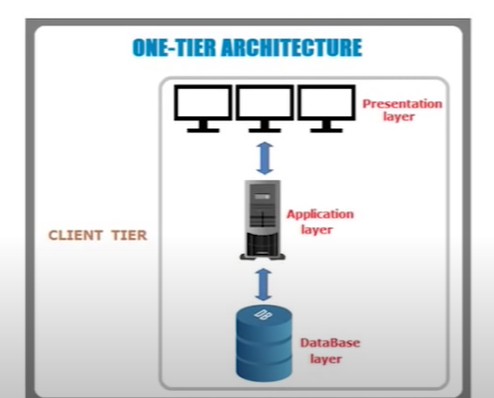 ONE-TIER ARCHITECTURE
Presentation
layer
Application
layer
CLIENT TIER
DB
DataBase
layer